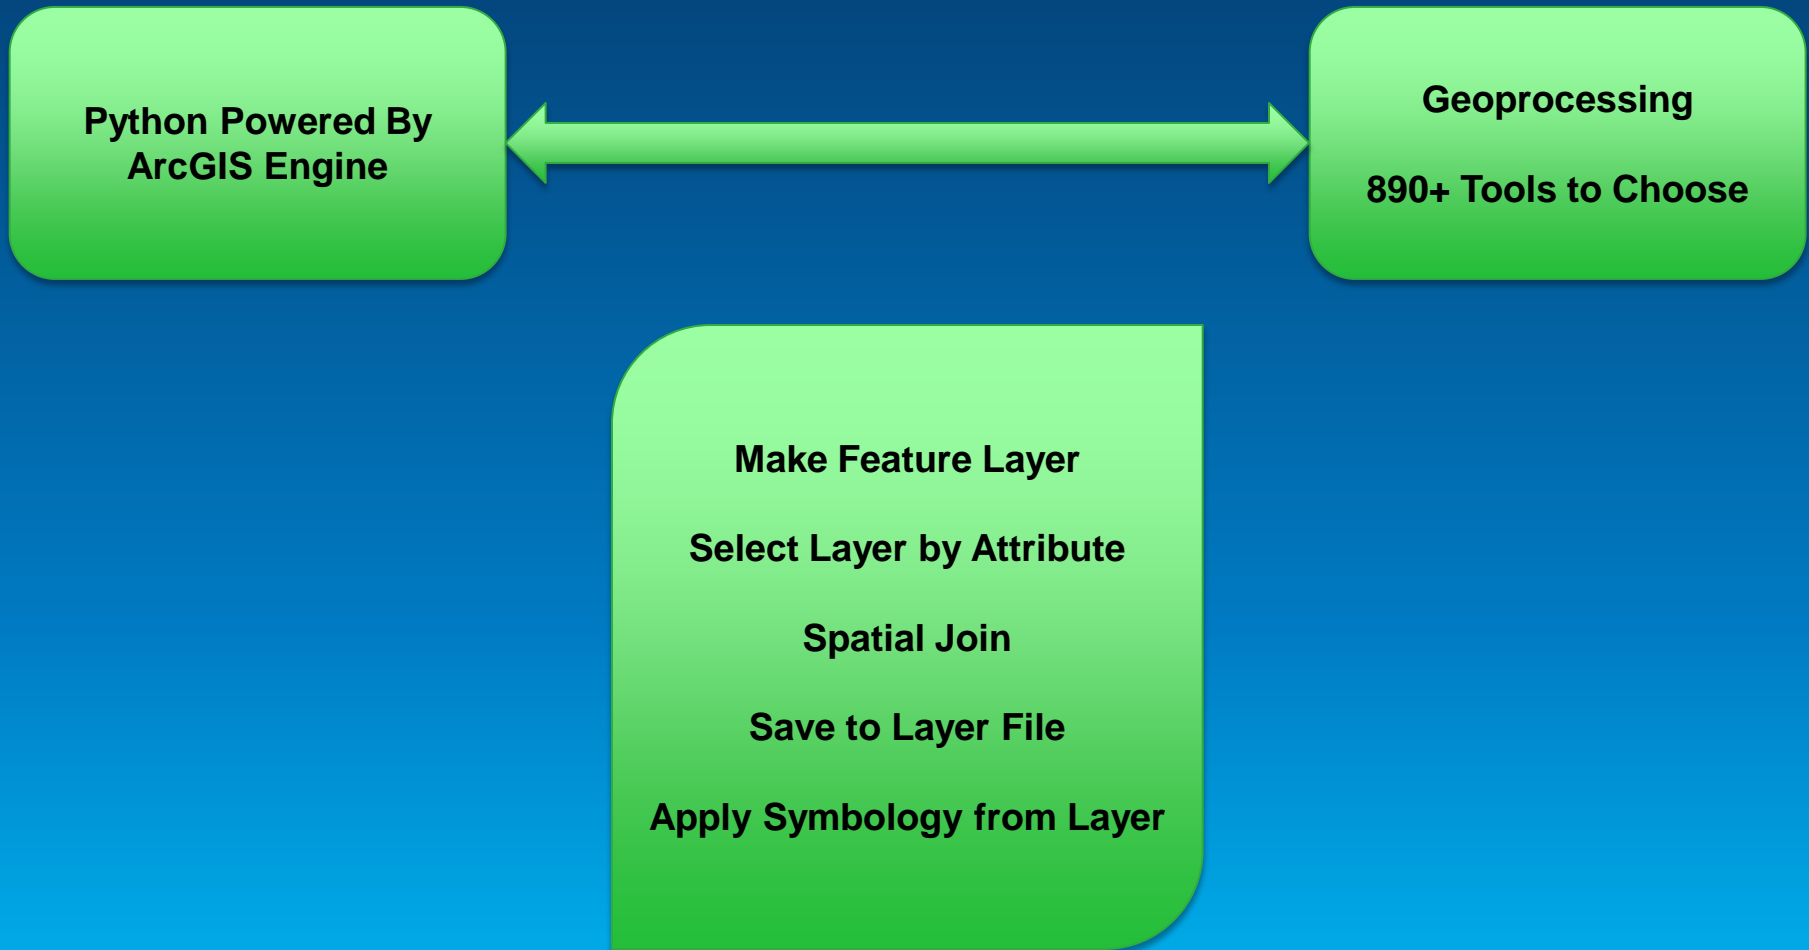 Python Powered By
ArcGIS Engine
Geoprocessing
890+ Tools to Choose
Make Feature Layer
Select Layer by Attribute
Spatial Join
Save to Layer File
Apply Symbology from Layer